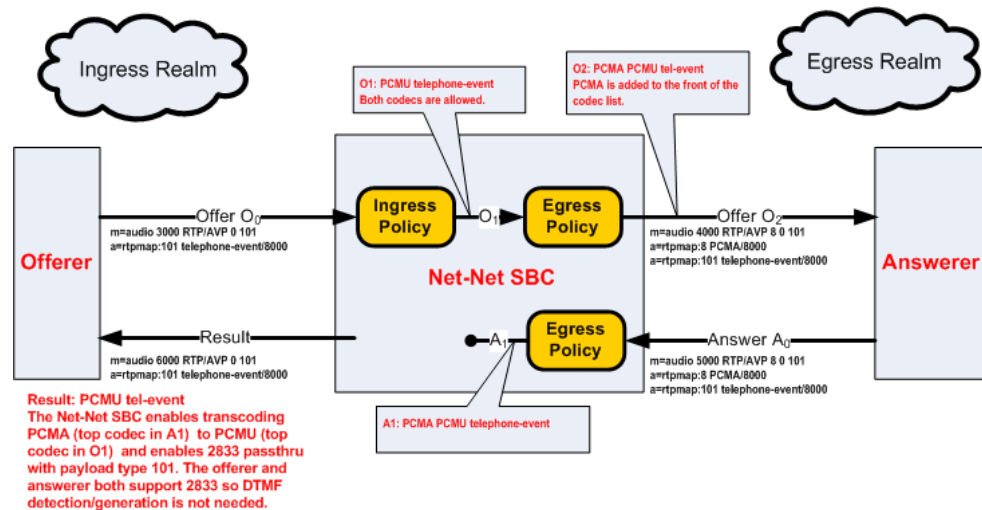 Ingress Realm
Egress Realm
O1: PCMU telephone-event
Both codecs are allowed.
O2: PCMA PCMU tel-event
PCMA is added to the front of the
codec list.
Offerer
Offer O0
m=audio 3000 RTP/AVP 0 101
a=rtpmap:101 telephone-event/8000
Ingress
Policy
O1
Egress
Policy
Offer O2
m=audio 4000 RTP/AVP 8 0 101
a=rtpmap:8 PCMA/8000
a=rtpmap:101 telephone-event/8000
Answerer
Net-Net SBC
Result
m=audio 6000 RTP/AVP 0 101
a=rtpmap:101 telephone-event/8000
A1
Egress
Policy
Answer A0
m=audio 5000 RTP/AVP 8 0 101
a=rtpmap:8 PCMA/8000
a=rtpmap:101 telephone-event/8000
A1: PCMA PCMU telephone-event
Result: PCMU tel-event
The Net-Net SBC enables transcoding
PCMA (top codec in A1) to PCMU (top
codec in O1) and enables 2833 passthru
with payload type 101. The offerer and
answerer both support 2833 so DTMF
detection/generation is not needed.